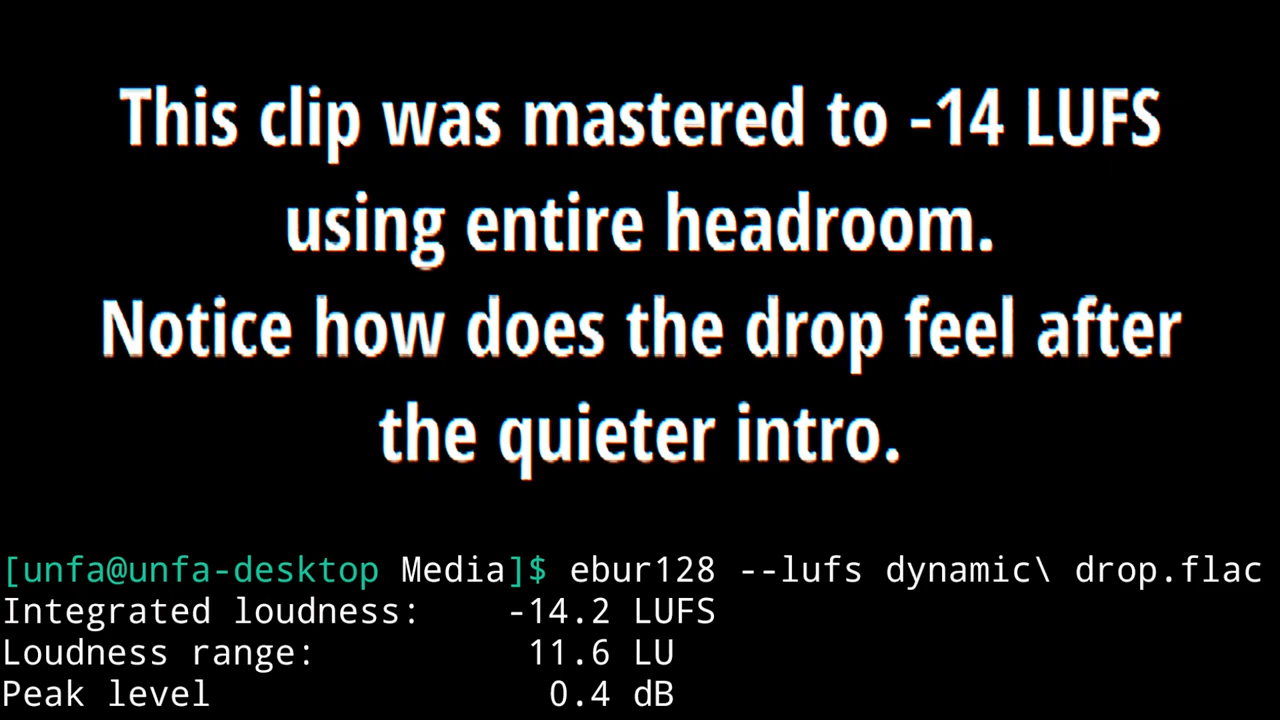 This clip was mastered to -14 LUFS
using entire headroom.
Notice how does the drop feel after
the quieter intro.
[unfa@unfa-desktop Media]$ ebur128 --lufs dynamic\ drop.flac
Integrated loudness:    -14.2 LUFS
Loudness range:            11.6 LU
Peak level                  0.4 dB